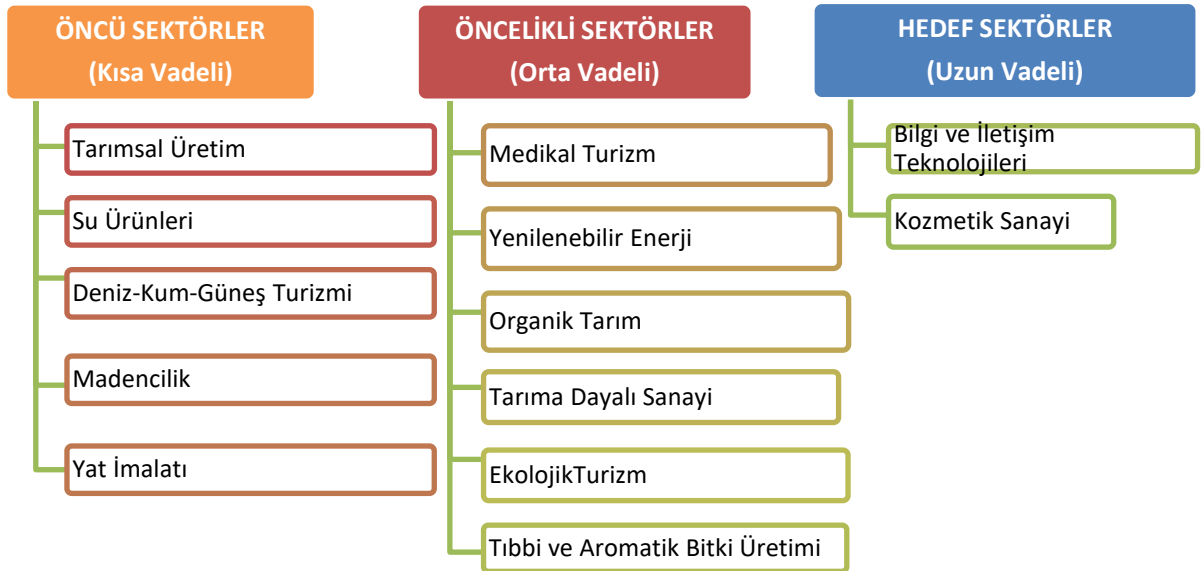 ÖNCÜ SEKTÖRLER
(Kısa Vadeli)
Tarımsal Üretim
Su Ürünleri
Deniz-Kum-Güneş Turizmi
Madencilik
Yat İmalatı
ÖNCELİKLİ SEKTÖRLER
(Orta Vadeli)
Medikal Turizm
Yenilenebilir Enerji
Organik Tarım
Tarıma Dayalı Sanayi
EkolojikTurizm
Tıbbi ve Aromatik Bitki Üretimi
HEDEF SEKTÖRLER
(Uzun Vadeli)
Bilgi ve İletişim
Teknolojileri
Kozmetik Sanayi